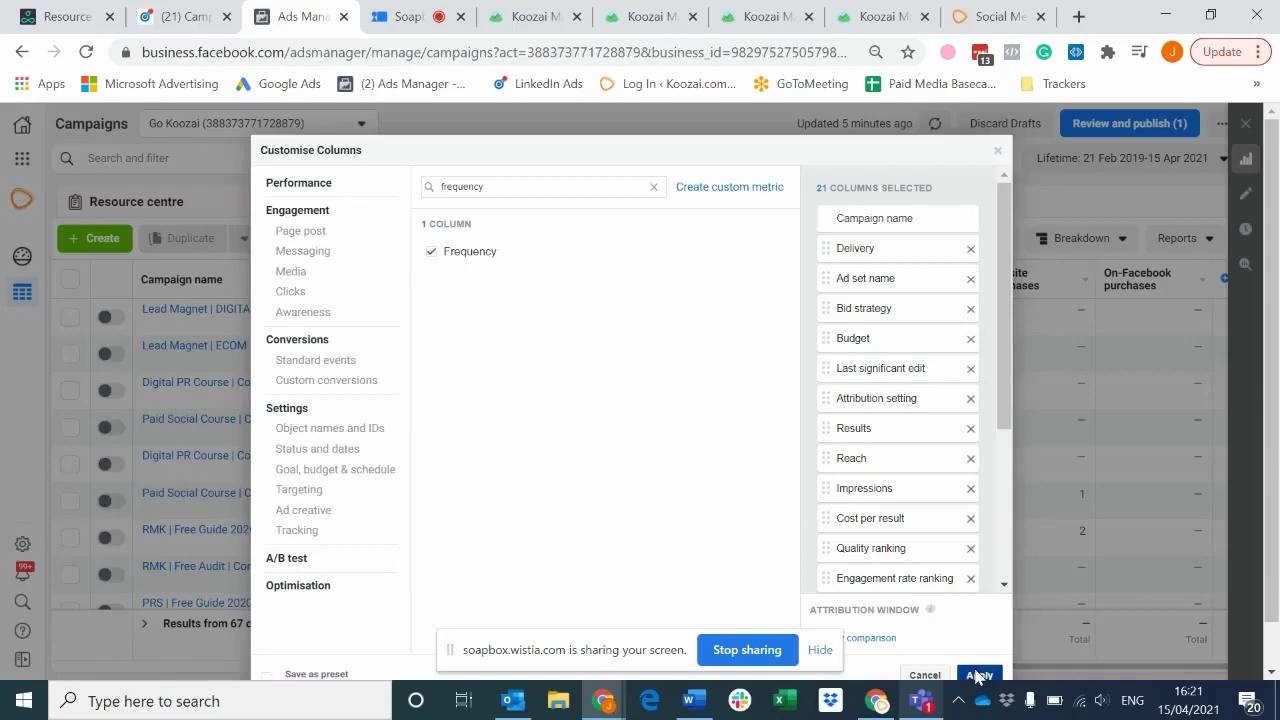 Resource
(21) Camp
Ads Mana
Soap
Koozai M
Koozai M
Koozai M
Koozai M
Social Me
business.facebook.com/adsmanager/manage/campaigns?act=388373771728879&business_id=98297527505798...
13
J
Update
Apps
Microsoft Advertising
Google Ads
(2) Ads Manager -...
LinkedIn Ads
Log In ‹ Koozai.com...
GoToMeeting
Paid Media Baseca...
Trackers
»
Campaigns
Go Koozai (388373771728879)
Updated 5 minutes ago
Discard Drafts
Review and publish (1)
Search and filter
Lifetime: 21 Feb 2019-15 Apr 2021
Resource centre
+ Create
Duplicate
Breakdown
Reports
Campaign name
site
hases
On-Facebook
purchases
Lead Magnet | DIGITA
Lead Magnet | ECOM
Digital PR Course | Co
Paid Social Course |
Digital PR Course | Co
Paid Social Course |
1
RMK | Free Guide 2020
2
RMK | Free Audit | Con
PRS | Free Guide 202
Results from 67 c
Total
Total
99+
Customise Columns
Performance
Engagement
Page post
Messaging
Media
Clicks
Awareness
Conversions
Standard events
Custom conversions
Settings
Object names and IDs
Status and dates
Goal, budget & schedule
Targeting
Ad creative
Tracking
A/B test
Optimisation
frequency
Create custom metric
1 COLUMN
Frequency
21 COLUMNS SELECTED
Campaign name
Delivery
Ad set name
Bid strategy
Budget
Last significant edit
Attribution setting
Results
Reach
Impressions
Cost per result
Quality ranking
Engagement rate ranking
ATTRIBUTION WINDOW
comparison
Save as preset
Cancel
Apply
soapbox.wistia.com is sharing your screen.
Stop sharing
Hide
Type here to search
1
ENG
16:21
15/04/2021
20